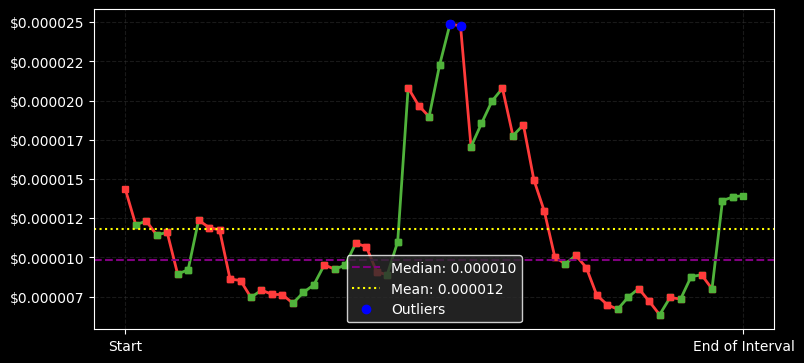 $0.000025
$0.000022
$0.000020
$0.000017
$0.000015
$0.000012
$0.000010
$0.000007
Median: 0.000010
Mean: 0.000012
Outliers
Start
End of Interval